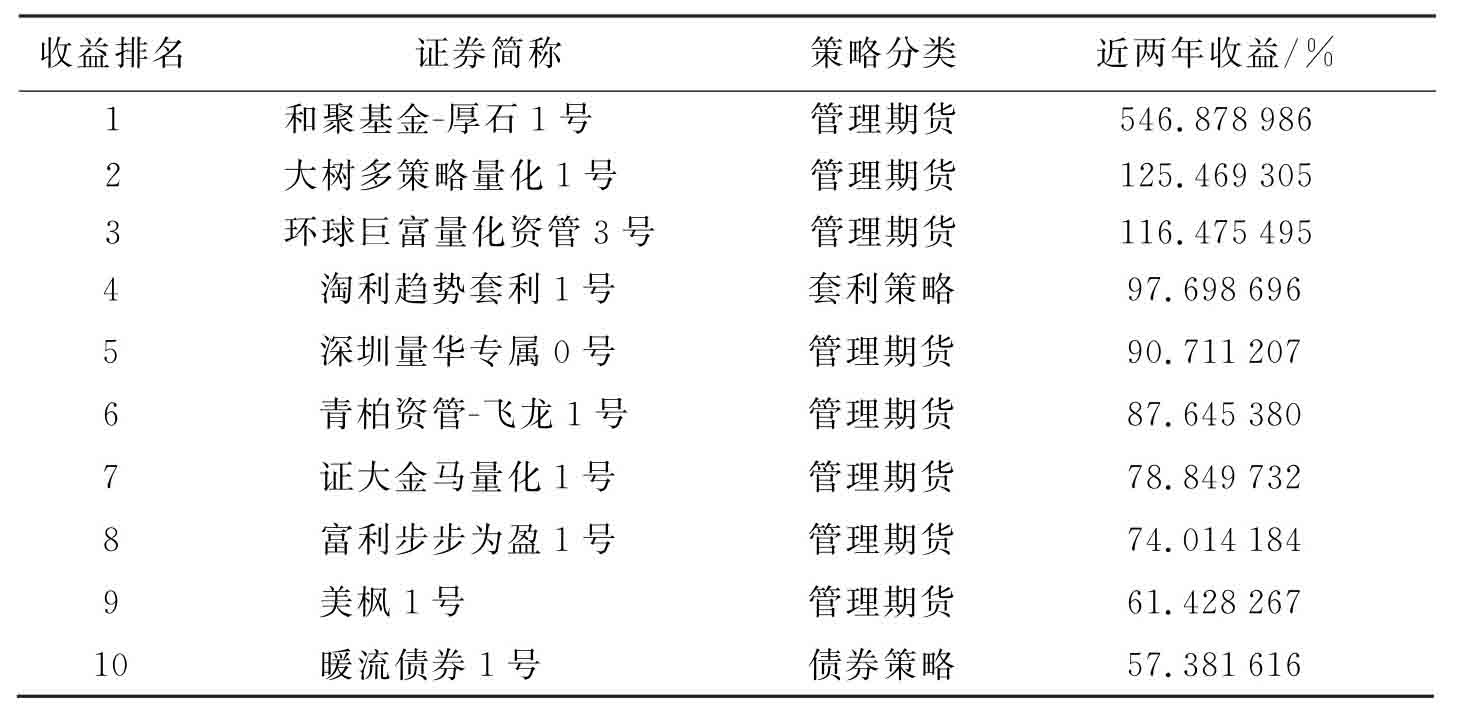 收益排名 证券简称 策略分类 近两年收益/%
1 和聚基金-厚石1号 管理期货 546.878 986
2 大树多策略量化1号 管理期货 125.469 305
3 环球巨富量化资管3号 管理期货 116.475 495
4 淘利趋势套利1号 套利策略 97.698 696
5 深圳量华专属0号 管理期货 90.711 207
6 青柏资管-飞龙1号 管理期货 87.645 380
7 证大金马量化1号 管理期货 78.849 732
8 富利步步为盈1号 管理期货 74.014 184
9 美枫1号 管理期货 61.428 267
10 暖流债券1号 债券策略 57.381 616